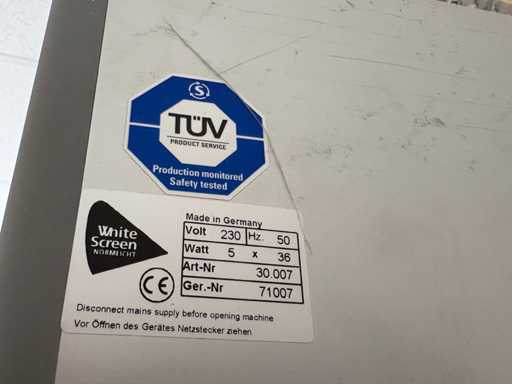 S
TÜV
PRODUCT SERVICE
Production monitored
Safety tested
White
Screen
NORMLICHT
CE
Made in Germany
Volt 230 Hz. 50
Watt 5 x 36
Art-Nr 30.007
Ger.-Nr 71007
Disconnect mains supply before opening machine
Vor Öffnen des Gerätes Netzstecker ziehen